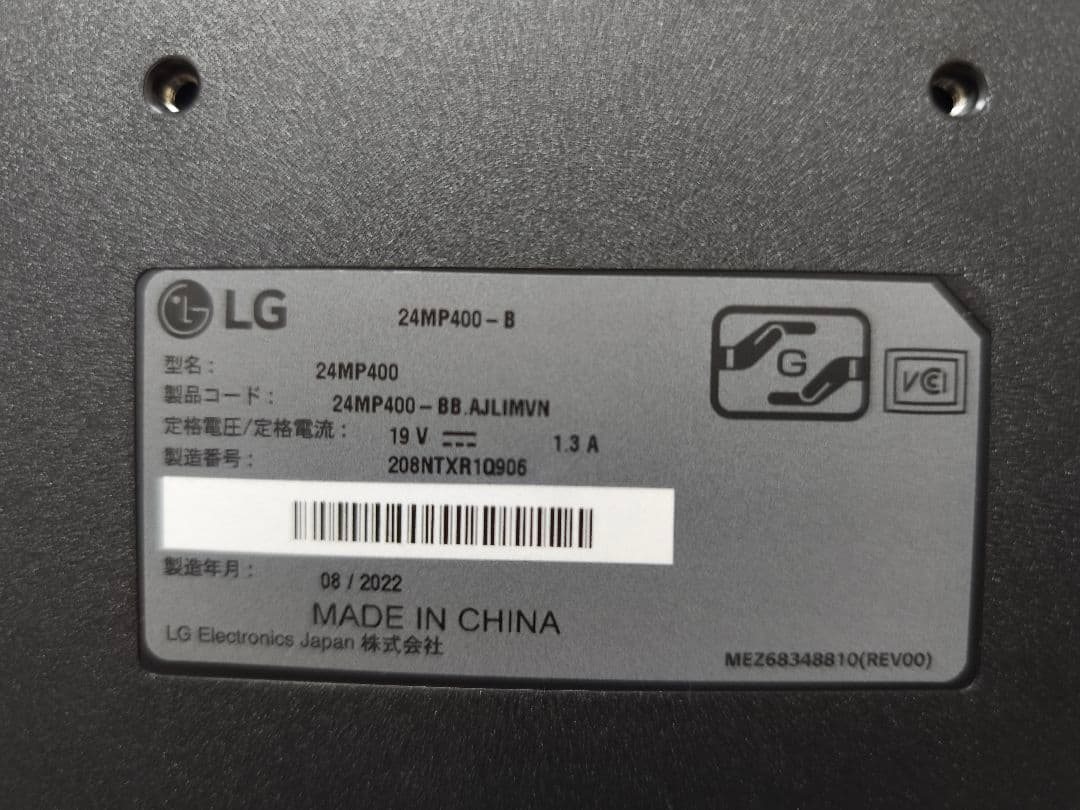 LG 24MP400-B
G
VCCI
型名: 24MP400
製品コード: 24MP400-BB.AJLIMVN
定格電圧/定格電流: 19 V ⎓ 1.3 A
製造番号: 208NTXR1Q906
製造年月: 08 / 2022
MADE IN CHINA
LG Electronics Japan 株式会社
MEZ68348810(REV00)